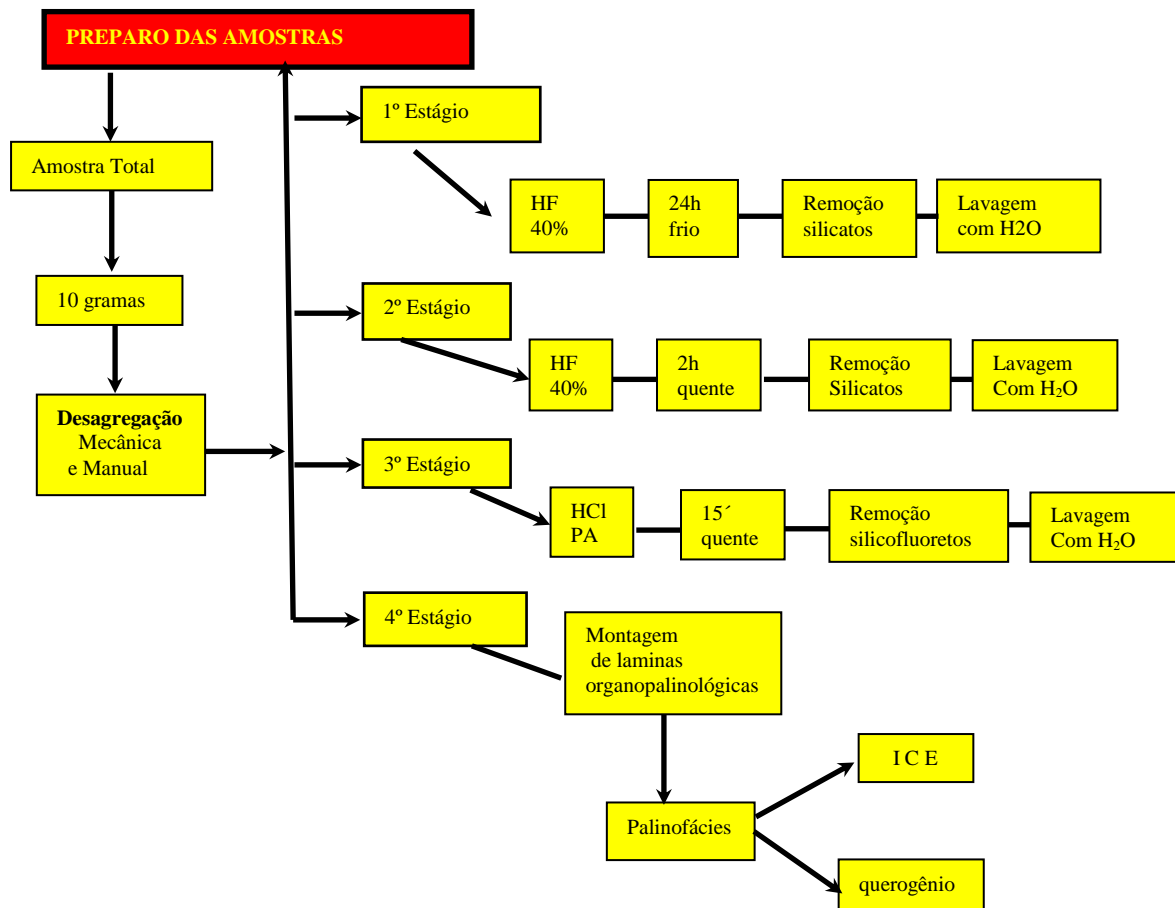 PREPARO DAS AMOSTRAS
Amostra Total
10 gramas
Desagregação
Mecânica
e Manual
1º Estágio
HF
40%
24h
frio
Remoção
silicatos
Lavagem
com H2O
2º Estágio
HF
40%
2h
quente
Remoção
Silicatos
Lavagem
Com H₂O
3º Estágio
HCl
PA
15´
quente
Remoção
silicofluoretos
Lavagem
Com H₂O
4º Estágio
Montagem
de laminas
organopalinológicas
Palinofácies
I C E
querogênio